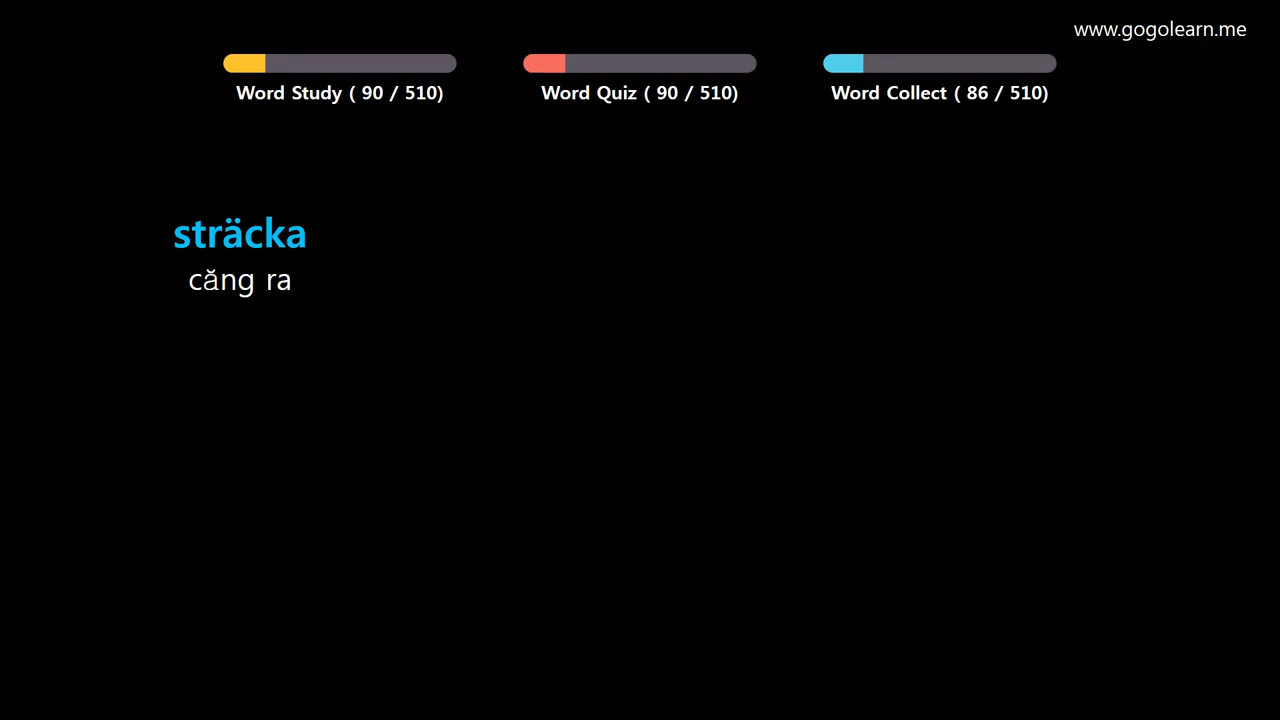 www.gogolearn.me
Word Study ( 90 / 510)
Word Quiz ( 90 / 510)
Word Collect ( 86 / 510)
sträcka
căng ra